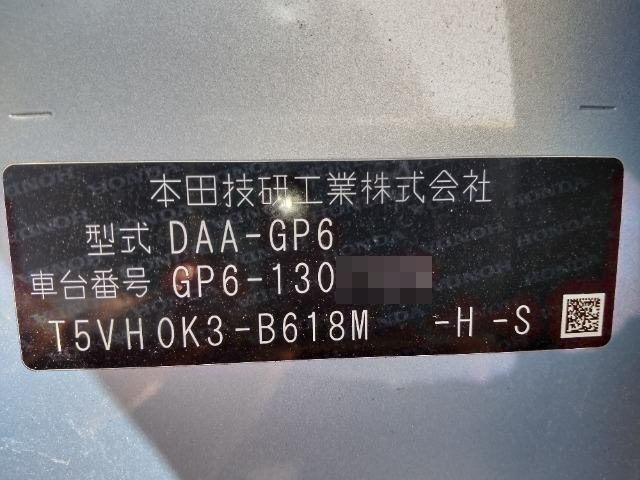 本田技研工業株式会社
型式 DAA-GP6
車台番号 GP6-130
T5VH0K3-B618M -H -S